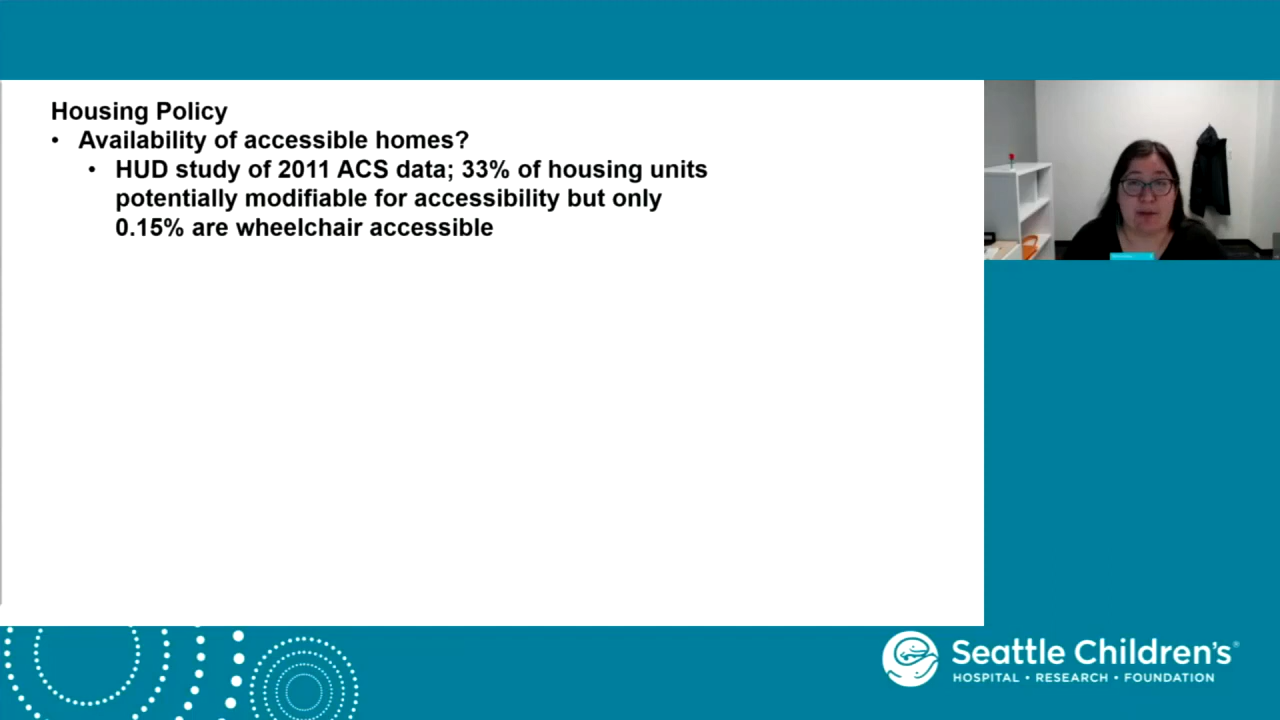 Housing Policy
• Availability of accessible homes?
• HUD study of 2011 ACS data; 33% of housing units
potentially modifiable for accessibility but only
0.15% are wheelchair accessible
Seattle Children's®
HOSPITAL • RESEARCH • FOUNDATION